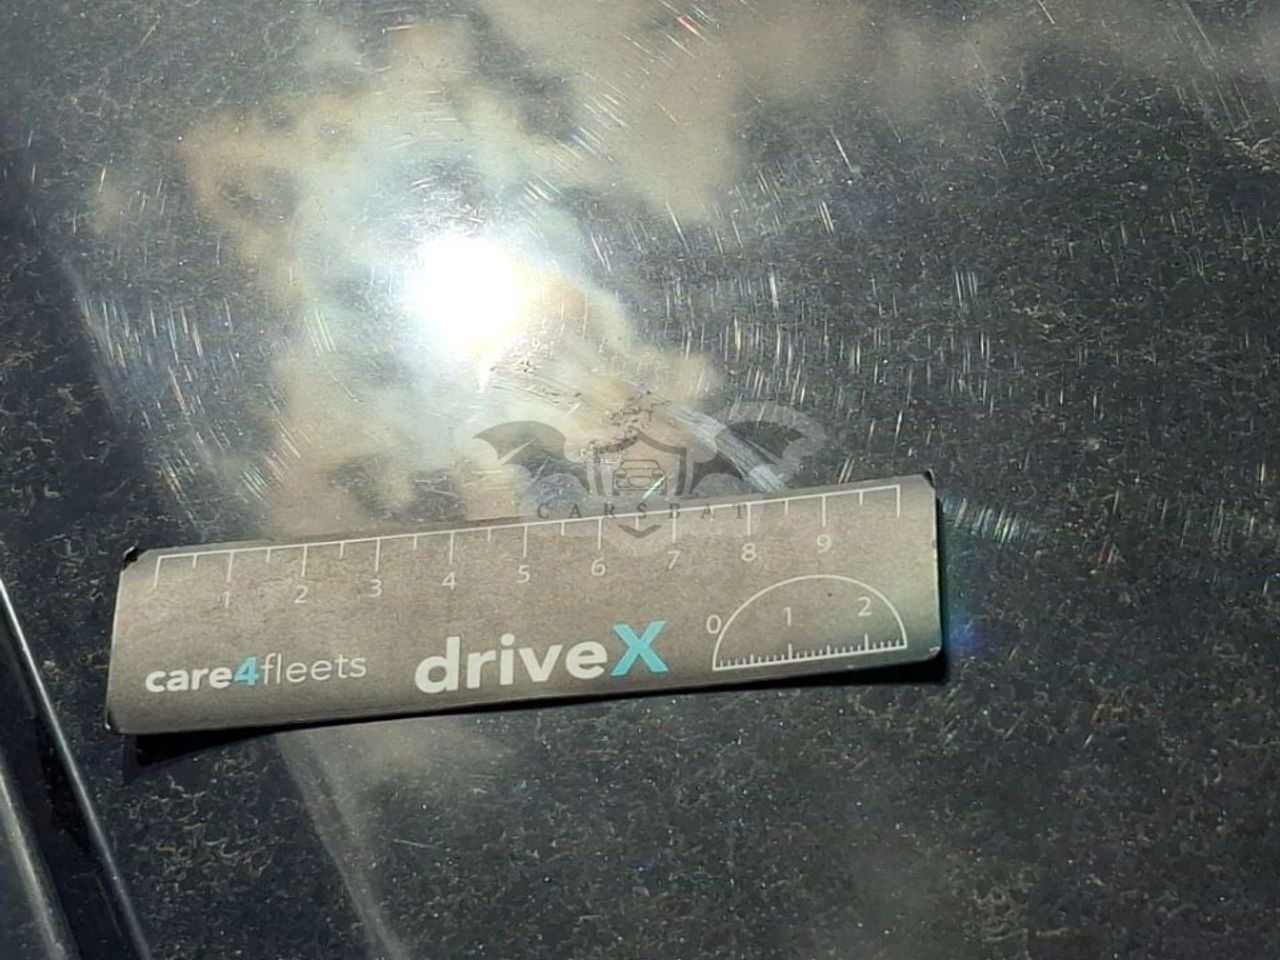 CARSBAT
1 2 3 4 5 6 7 8 9
0 1 2
care4fleets driveX